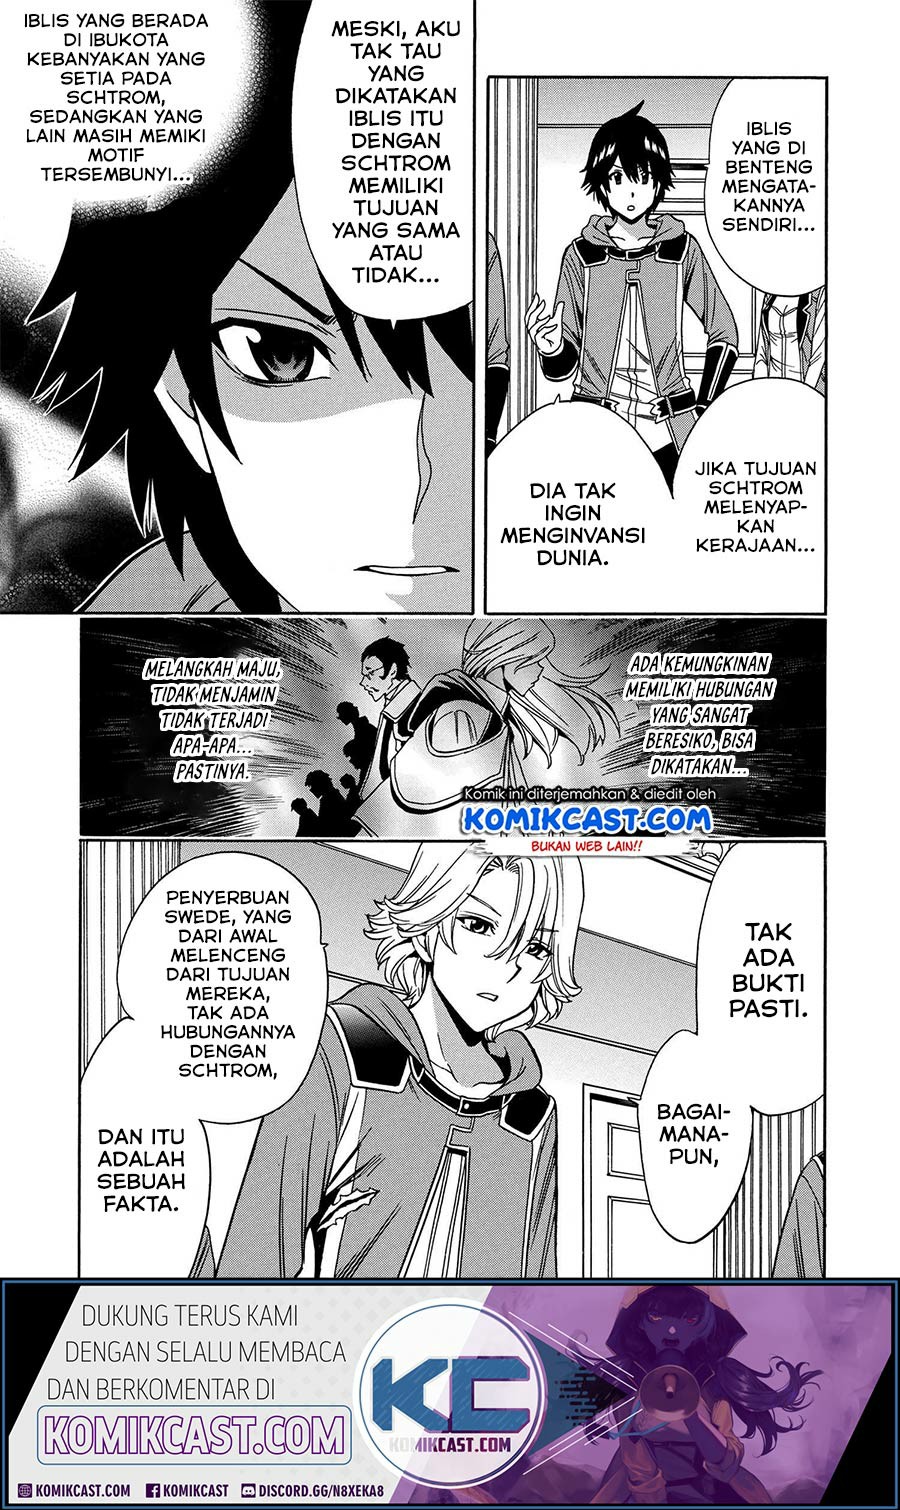 IBLIS
YANG DI
BENTENG
MENGATA-
KANNYA
SENDIRI...
JIKA TUJUAN
SCHTROM
MELENYAP-
KAN
KERAJAAN...
DIA TAK
INGIN
MENGINVANSI
DUNIA.
MESKI, AKU
TAK TAU
YANG
DIKATAKAN
IBLIS ITU
DENGAN
SCHTROM
MEMILIKI
TUJUAN
YANG SAMA
ATAU
TIDAK...
IBLIS YANG BERADA
DI IBUKOTA
KEBANYAKAN YANG
SETIA PADA
SCHTROM,
SEDANGKAN YANG
LAIN MASIH MEMIKI
MOTIF
TERSEMBUNYI...
ADA KEMUNGKINAN
MEMILIKI HUBUNGAN
YANG SANGAT
BERESIKO, BISA
DIKATAKAN...
MELANGKAH MAJU,
TIDAK MENJAMIN
TIDAK TERJADI
APA-APA...
PASTINYA.
Komik ini diterjemahkan & diedit oleh
KOMIKCAST.COM
BUKAN WEB LAIN!!
TAK
ADA
BUKTI
PASTI.
BAGAI-
MANA-
PUN,
PENYERBUAN
SWEDE, YANG
DARI AWAL
MELENCENG
DARI TUJUAN
MEREKA,
TAK ADA
HUBUNGANNYA
DENGAN
SCHTROM,
DAN ITU
ADALAH
SEBUAH
FAKTA.
DUKUNG TERUS KAMI
DENGAN SELALU MEMBACA
DAN BERKOMENTAR DI
KOMIKCAST.COM
KC
KOMIKCAST.COM
KOMIKCAST.COM KOMIKCAST DISCORD.GG/N8XEKA8